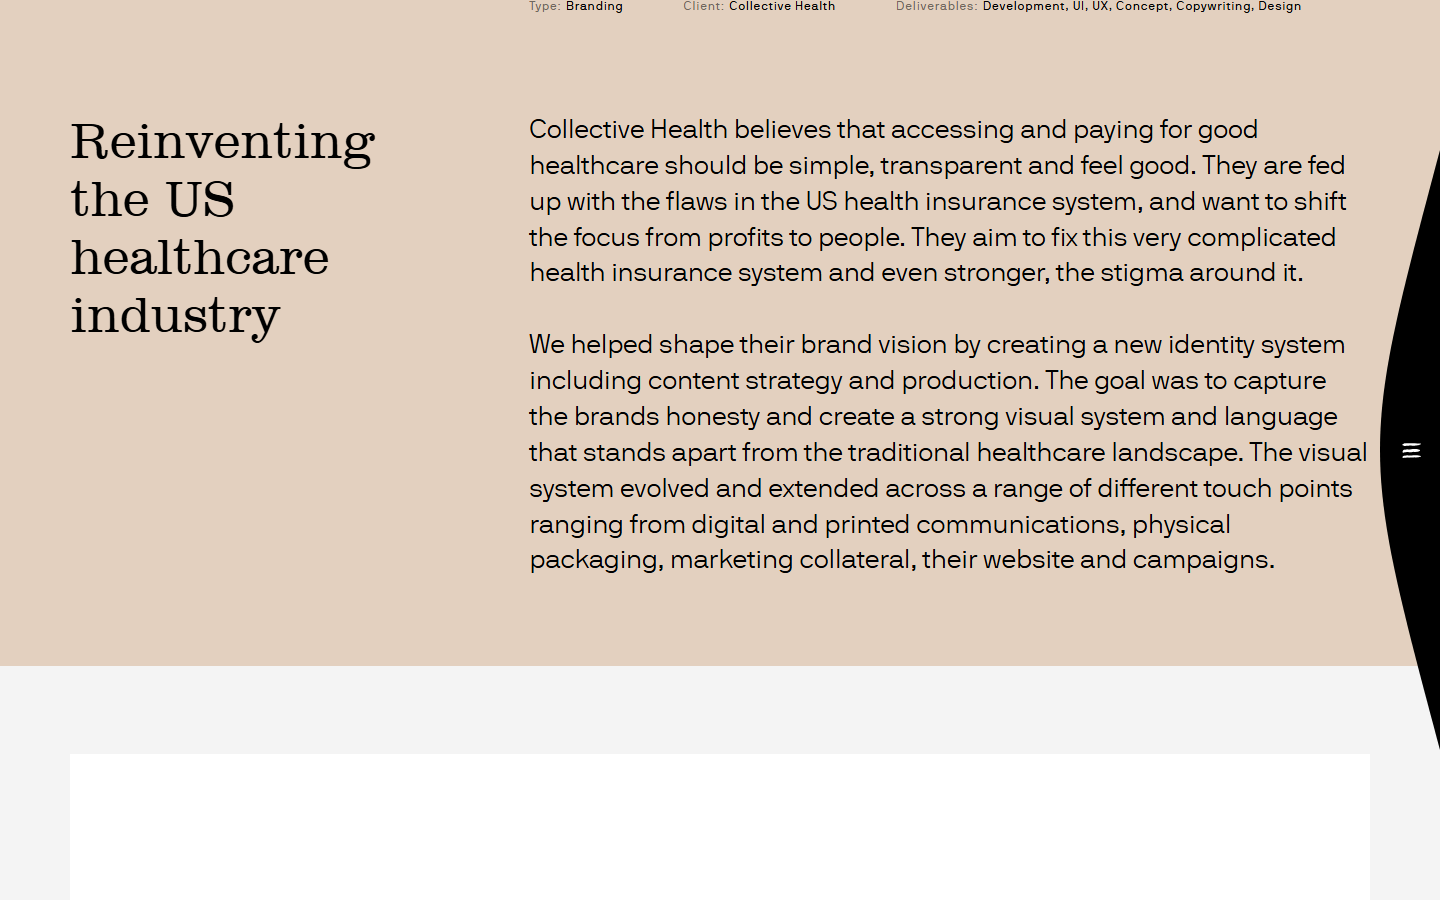 Type: Branding Client: Collective Health Deliverables: Development, UI, UX, Concept, Copywriting, Design
Reinventing
the US
healthcare
industry
Collective Health believes that accessing and paying for good
healthcare should be simple, transparent and feel good. They are fed
up with the flaws in the US health insurance system, and want to shift
the focus from profits to people. They aim to fix this very complicated
health insurance system and even stronger, the stigma around it.
We helped shape their brand vision by creating a new identity system
including content strategy and production. The goal was to capture
the brands honesty and create a strong visual system and language
that stands apart from the traditional healthcare landscape. The visual
system evolved and extended across a range of different touch points
ranging from digital and printed communications, physical
packaging, marketing collateral, their website and campaigns.